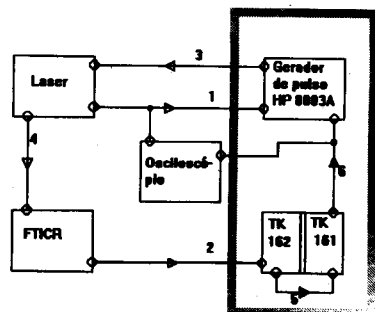 3
Laser
Gerador
de pulso
HP 8003A
1
4
Osciloscó-
pio
6
FTICR
2
TK
162
TK
161
5